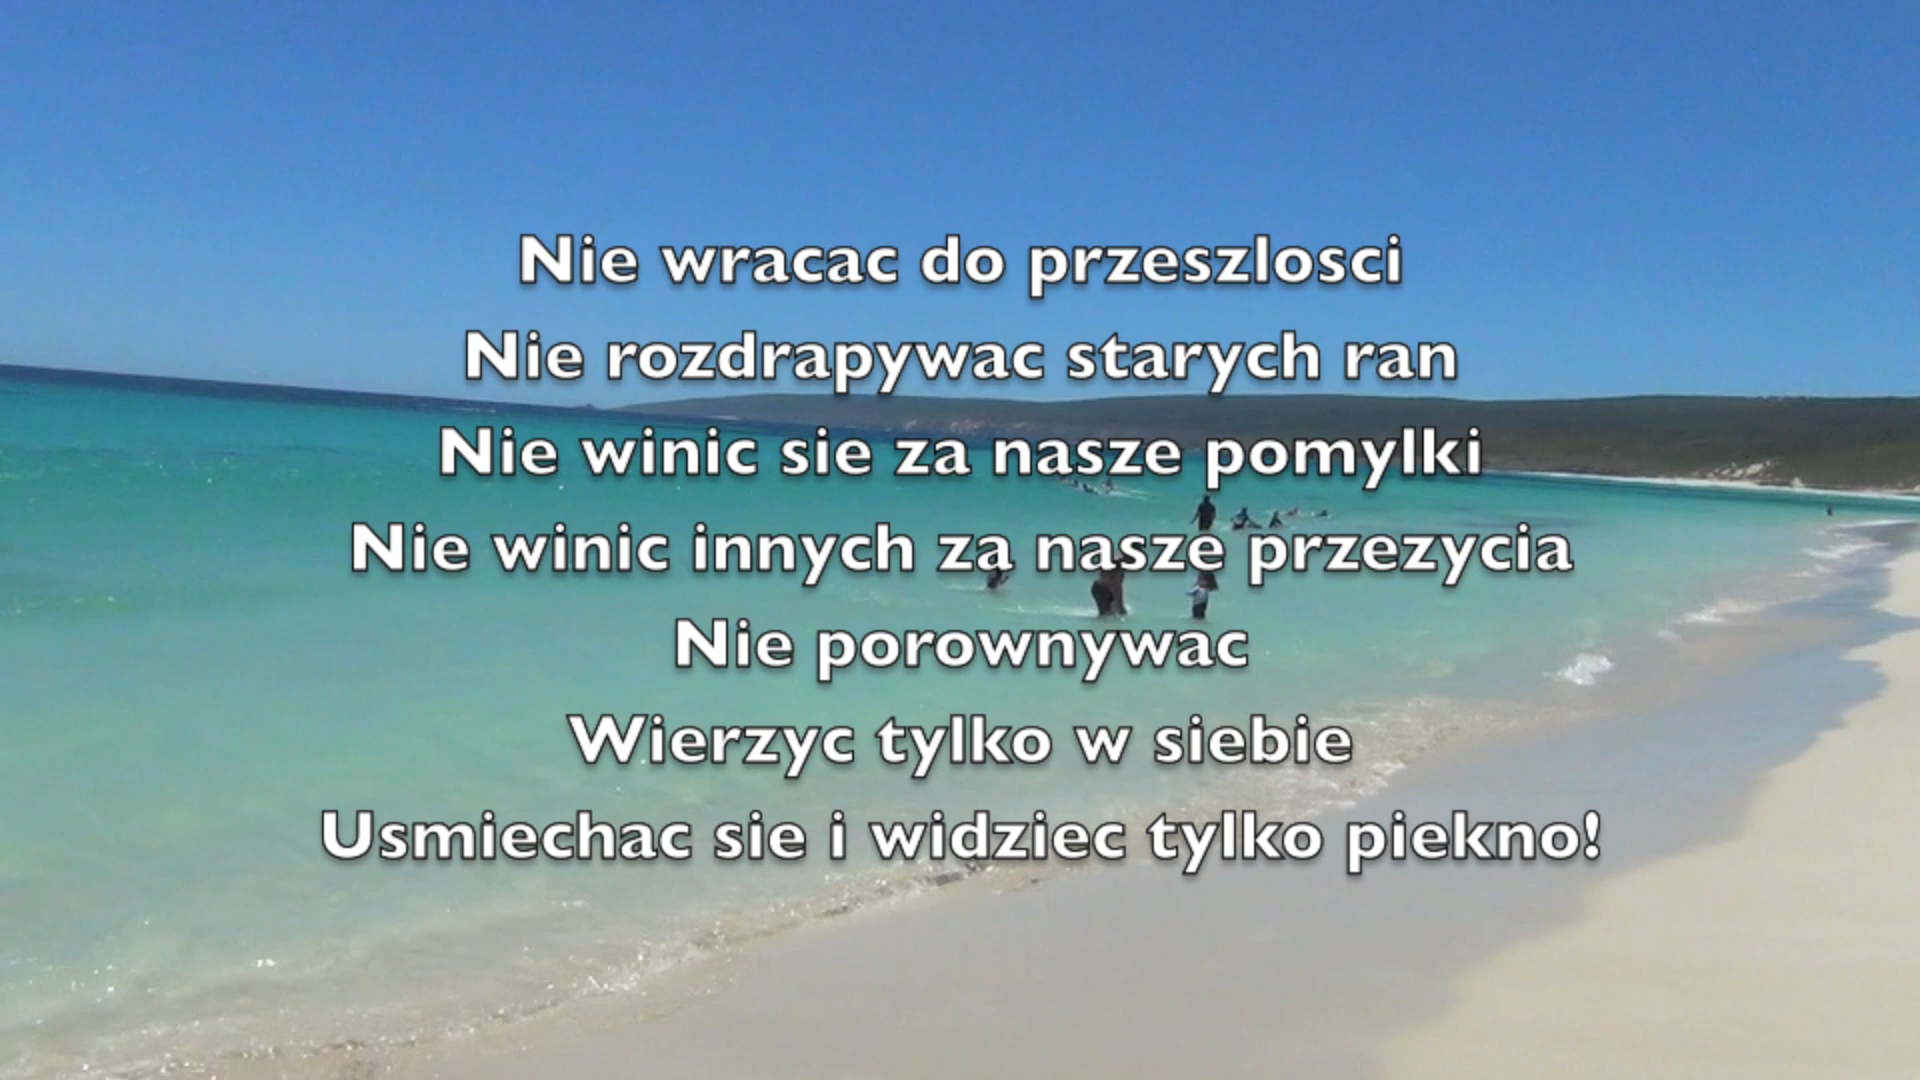 Nie wracac do przeszlosci
Nie rozdrapywac starych ran
Nie winic sie za nasze pomylki
Nie winic innych za nasze przezycia
Nie porownywac
Wierzyc tylko w siebie
Usmiechac sie i widziec tylko piekno!